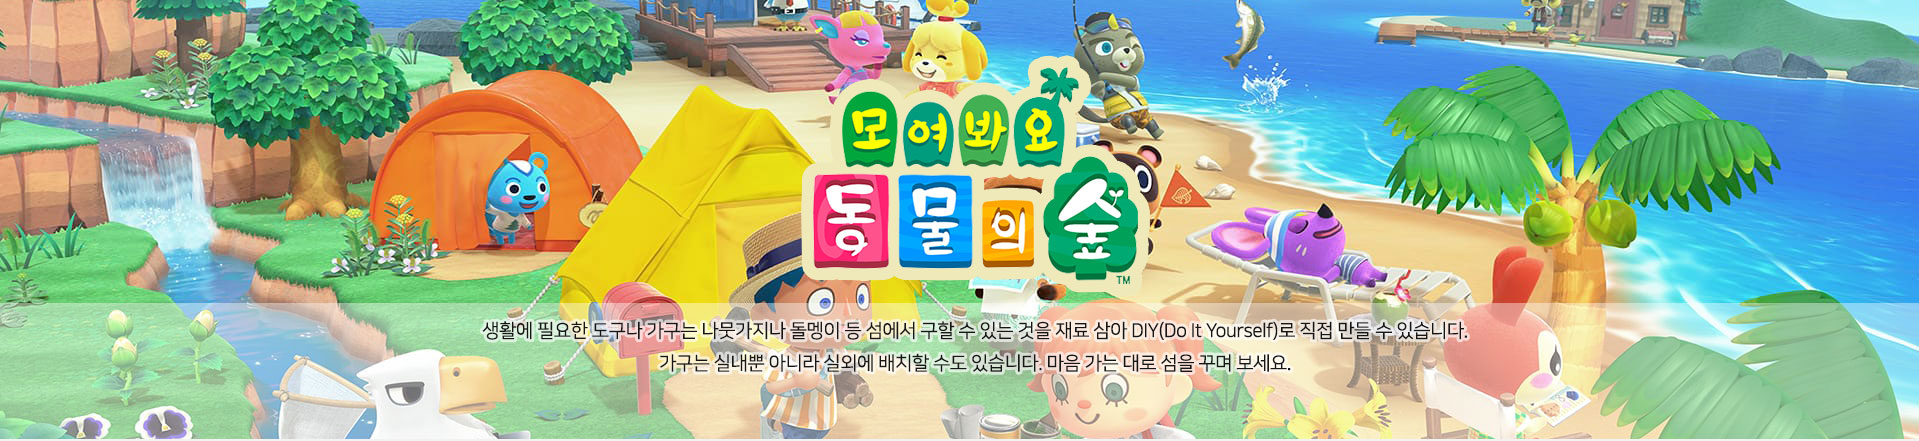 모여봐요
동물의숲
TM
생활에 필요한 도구나 가구는 나뭇가지나 돌멩이 등 섬에서 구할 수 있는 것을 재료 삼아 DIY(Do It Yourself)로 직접 만들 수 있습니다.
가구는 실내뿐 아니라 실외에 배치할 수도 있습니다. 마음 가는 대로 섬을 꾸며 보세요.